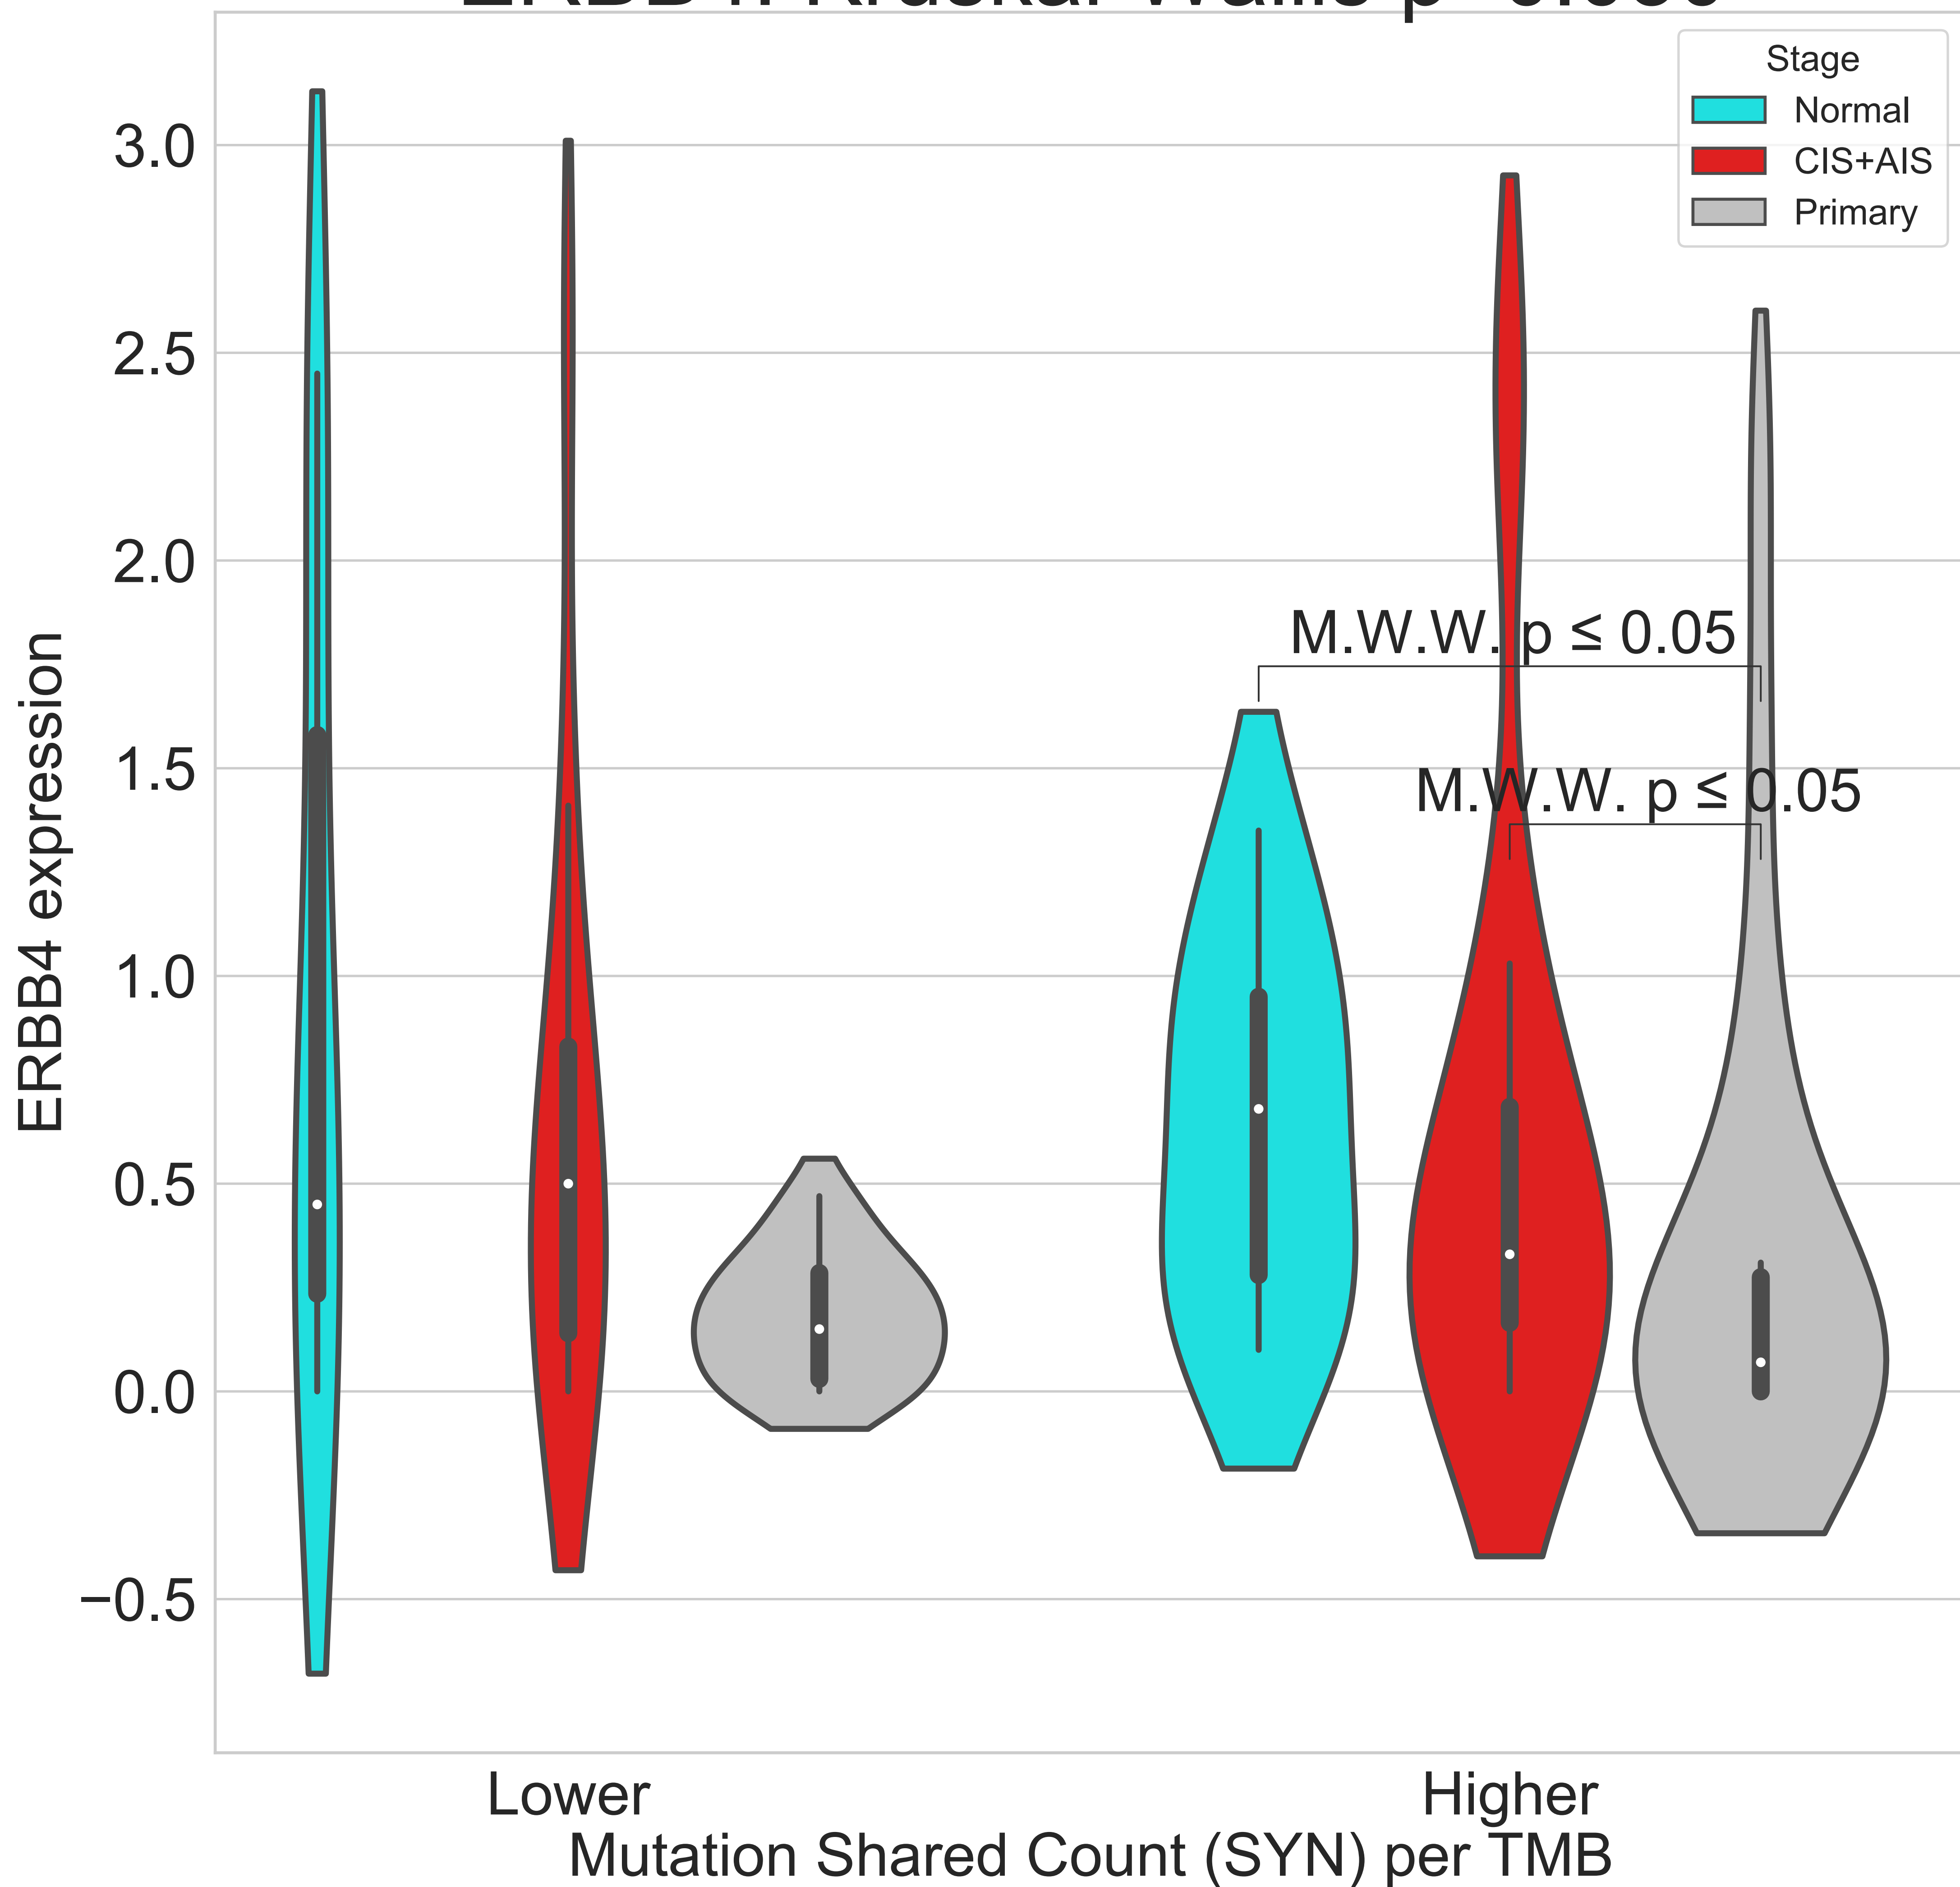 Stage
Normal
CIS+AIS
Primary
3.0
2.5
2.0
1.5
1.0
0.5
0.0
−0.5
ERBB4 expression
M.W.W. p ≤ 0.05
M.W.W. p ≤ 0.05
Lower
Higher
Mutation Shared Count (SYN) per TMB